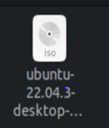 iso
ubuntu-
22.04.3-
desktop-...